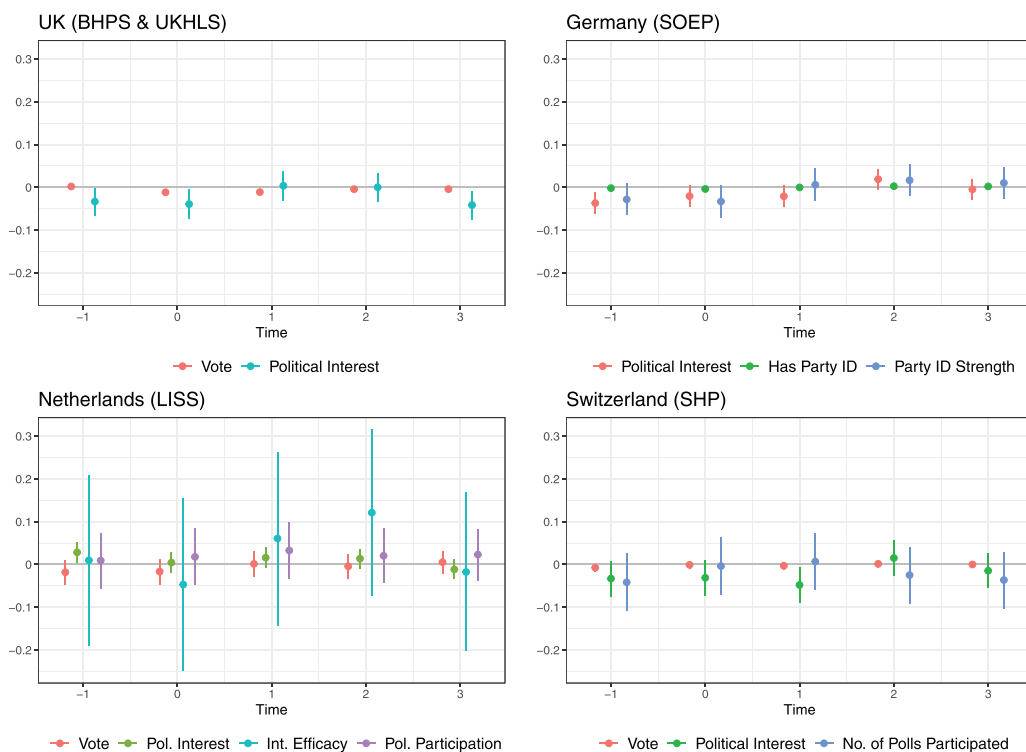 UK (BHPS & UKHLS)
0.3
0.2
0.1
0
−0.1
−0.2
−1 0 1 2 3
Time
Vote Political Interest
Germany (SOEP)
0.3
0.2
0.1
0
−0.1
−0.2
−1 0 1 2 3
Time
Political Interest Has Party ID Party ID Strength
Netherlands (LISS)
0.3
0.2
0.1
0
−0.1
−0.2
−1 0 1 2 3
Time
Vote Pol. Interest Int. Efficacy Pol. Participation
Switzerland (SHP)
0.3
0.2
0.1
0
−0.1
−0.2
−1 0 1 2 3
Time
Vote Political Interest No. of Polls Participated